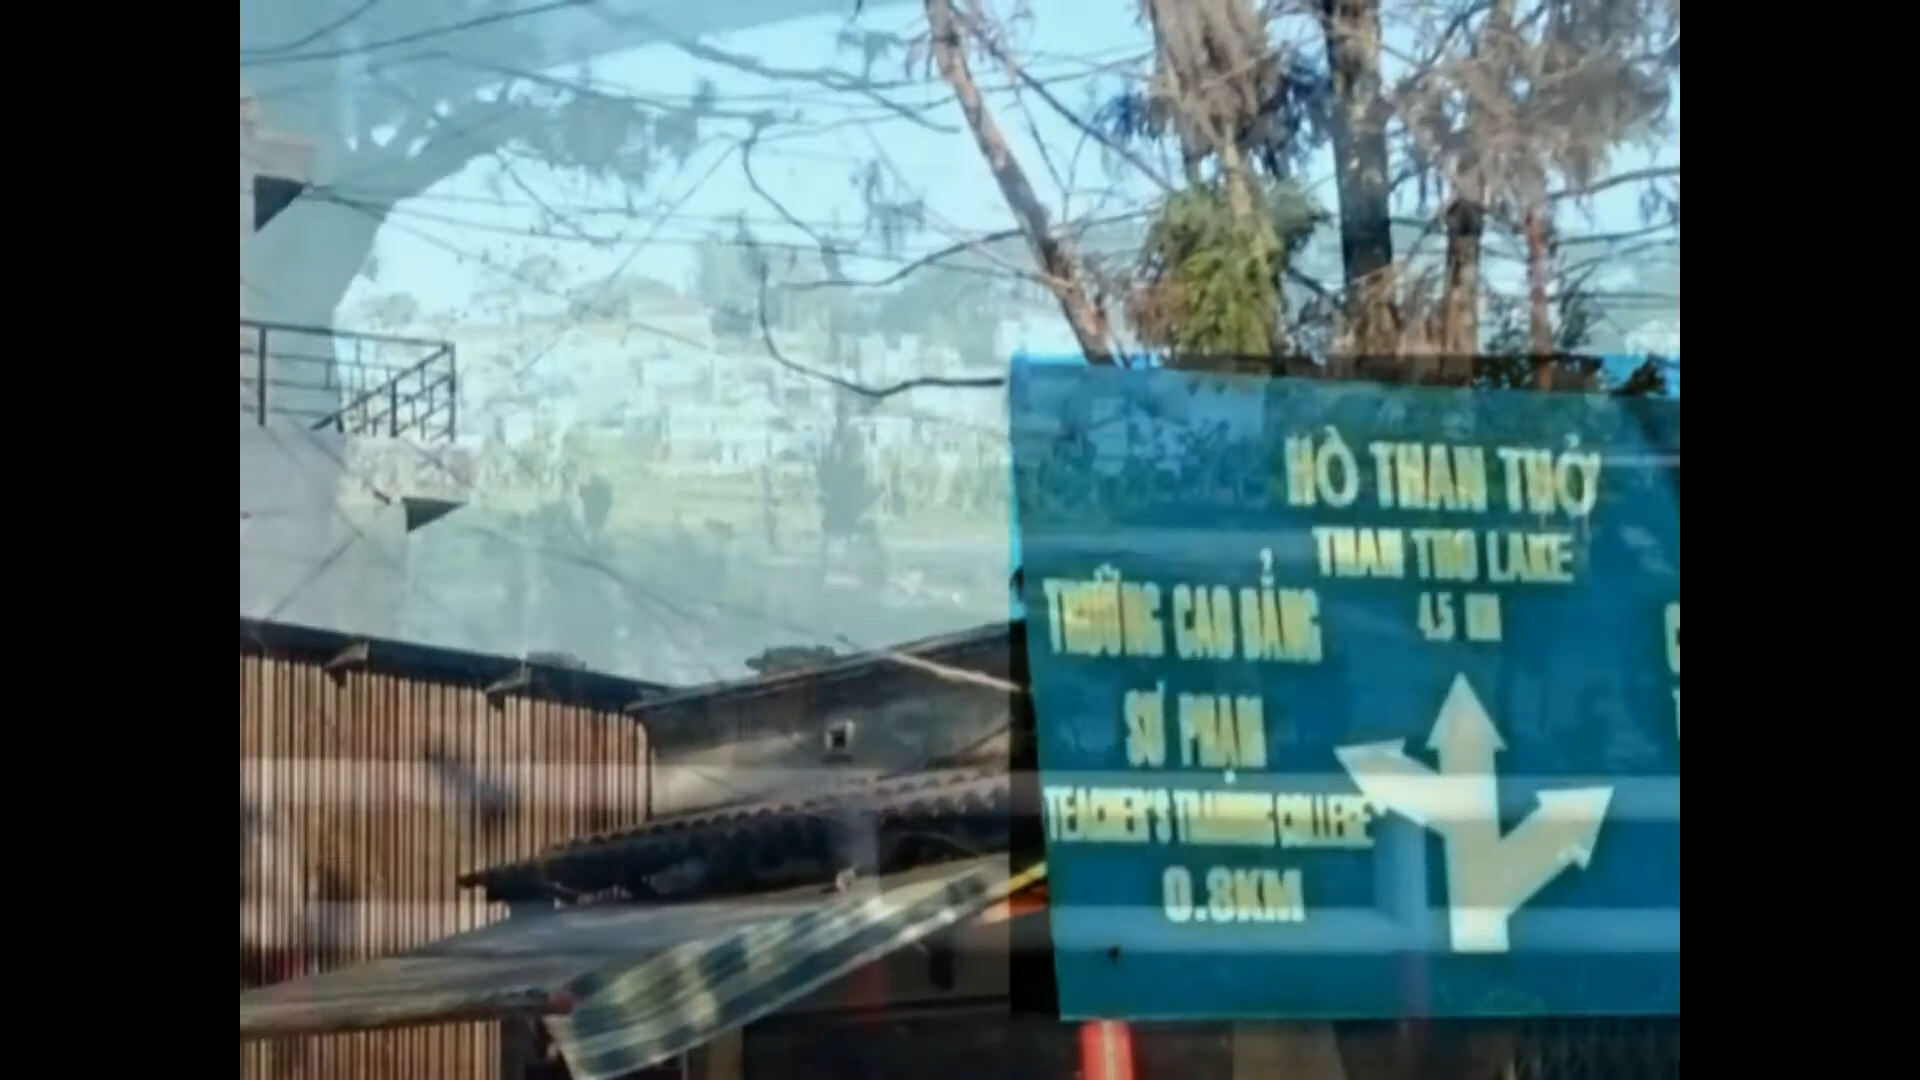 HỒ THAN THỞ
THAN THO LAKE
4.5 KM
TRƯỜNG CAO ĐẲNG
SƯ PHẠM
TEACHER'S TRAINING COLLEGE
0.8KM